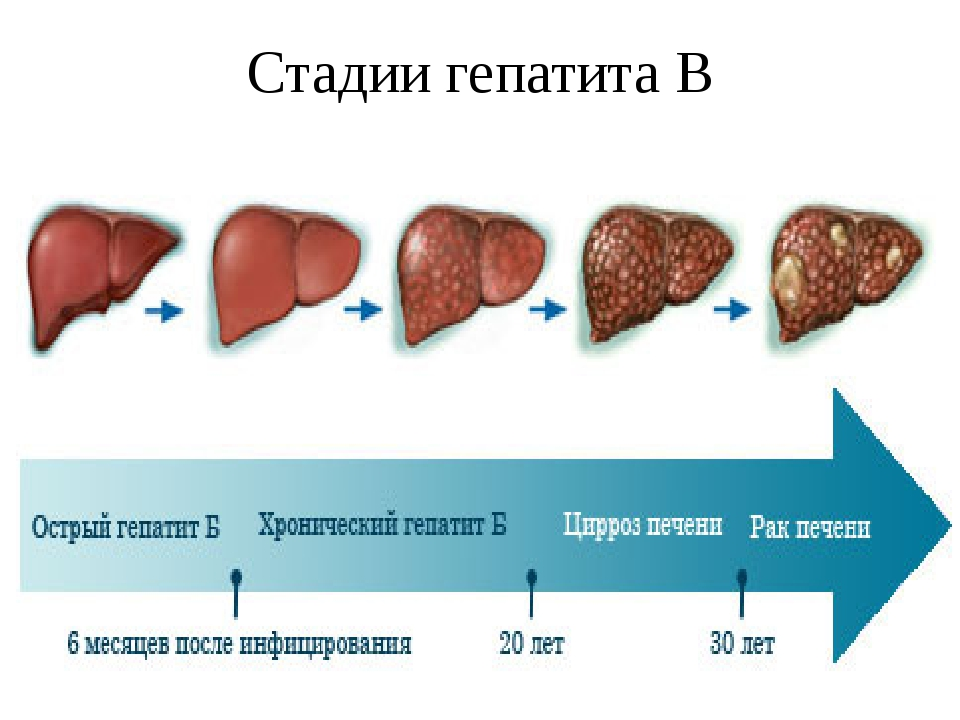 Стадии гепатита В
Острый гепатит Б
Хронический гепатит Б
Цирроз печени
Рак печени
6 месяцев после инфицирования
20 лет
30 лет